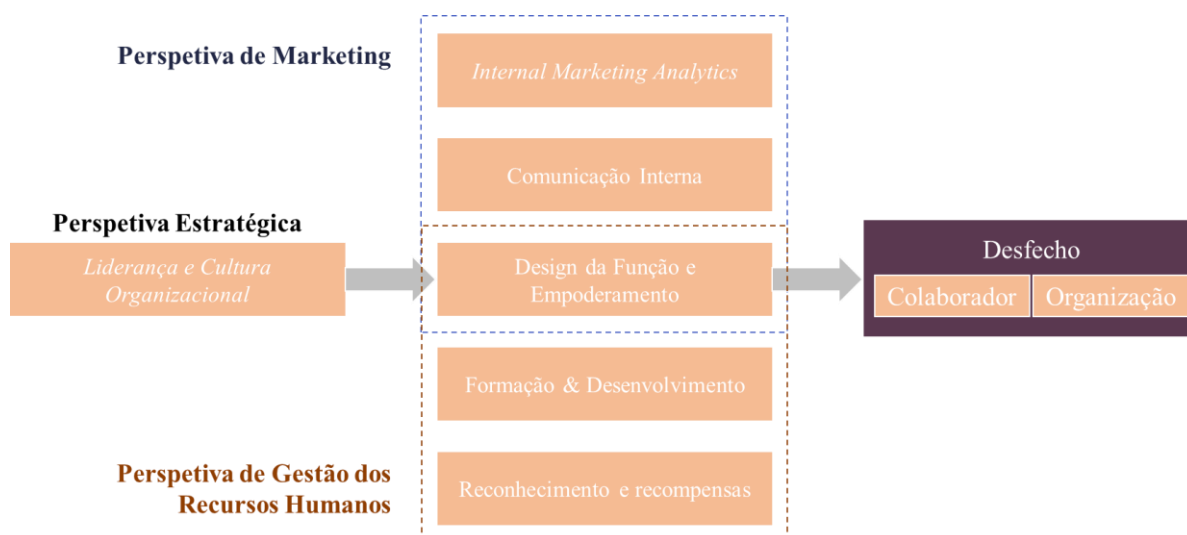 Perspetiva de Marketing
Internal Marketing Analytics
Comunicação Interna
Perspetiva Estratégica
Liderança e Cultura
Organizacional
Design da Função e
Empoderamento
Desfecho
Colaborador
Organização
Formação & Desenvolvimento
Perspetiva de Gestão dos
Recursos Humanos
Reconhecimento e recompensas